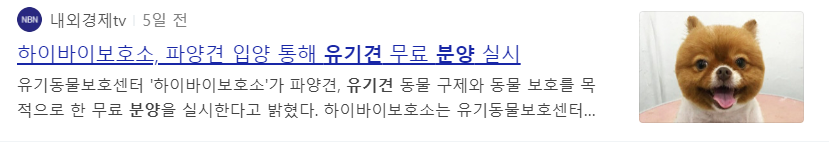 NBN 내외경제tv 5일 전
하이바이보호소, 파양견 입양 통해 유기견 무료 분양 실시
유기동물보호센터 '하이바이보호소'가 파양견, 유기견 동물 구제와 동물 보호를 목
적으로 한 무료 분양을 실시한다고 밝혔다. 하이바이보호소는 유기동물보호센터...